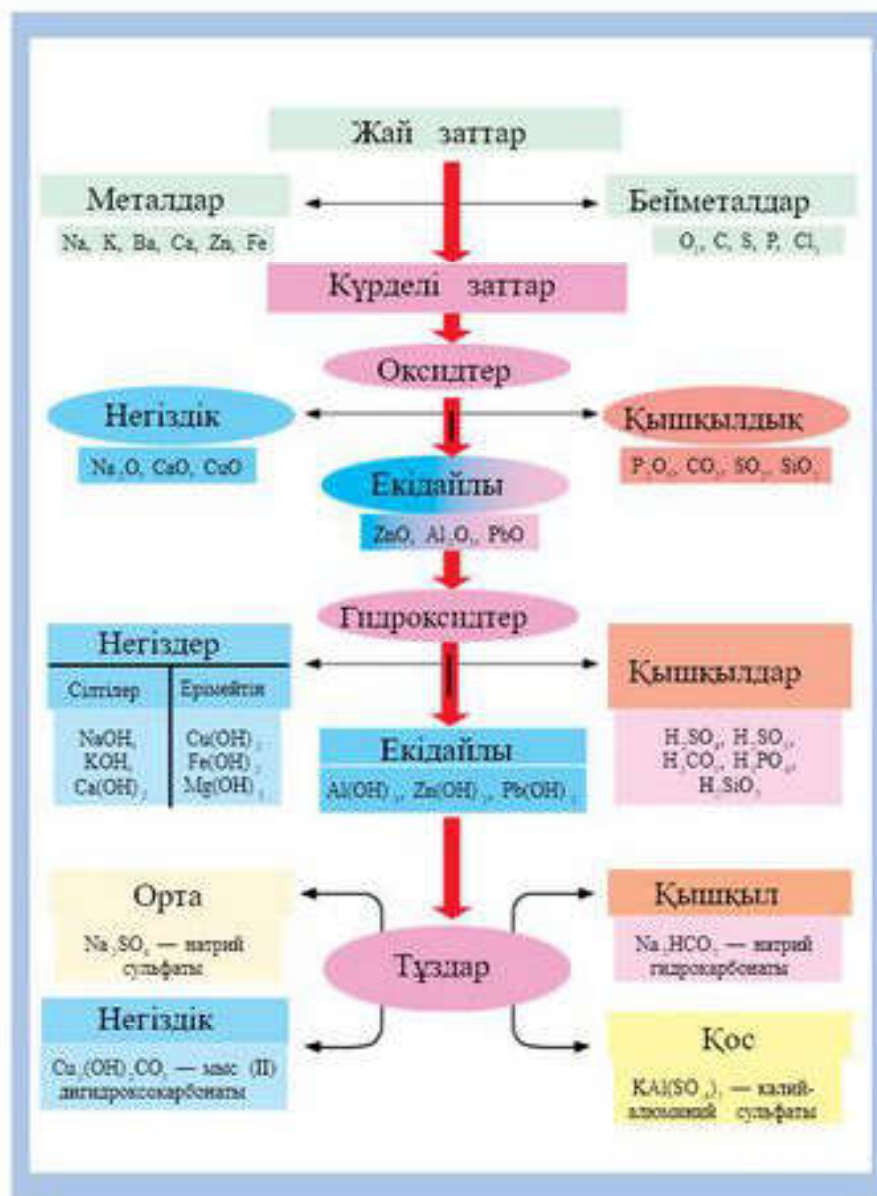 Жай заттар
Металдар
Na, K, Ba, Ca, Zn, Fe
Бейметалдар
O₂, C, S, P, Cl₂
Күрделі заттар
Оксидтер
Негіздік
Na₂O, CaO, CuO
Қышқылдық
P₂O₅, CO₂, SO₂, SiO₂
Екідайлы
ZnO, Al₂O₃, PbO
Гидроксидтер
Негіздер
Сілтілер
NaOH,
KOH,
Ca(OH)₂
Ерімейтін
Cu(OH)₂,
Fe(OH)₂,
Mg(OH)₂
Екідайлы
Al(OH)₃, Zn(OH)₂, Pb(OH)₂
Қышқылдар
H₂SO₄, H₂SO₃,
H₂CO₃, H₃PO₄,
H₂SiO₃
Тұздар
Орта
Na₂SO₄ — натрий
сульфаты
Қышқыл
Na₂HCO₃ — натрий
гидрокарбонаты
Негіздік
Cu₂(OH)₂CO₃ — мыс (II)
дигидроксокарбонаты
Қос
KAl(SO₄)₂ — калий-
алюминий сульфаты